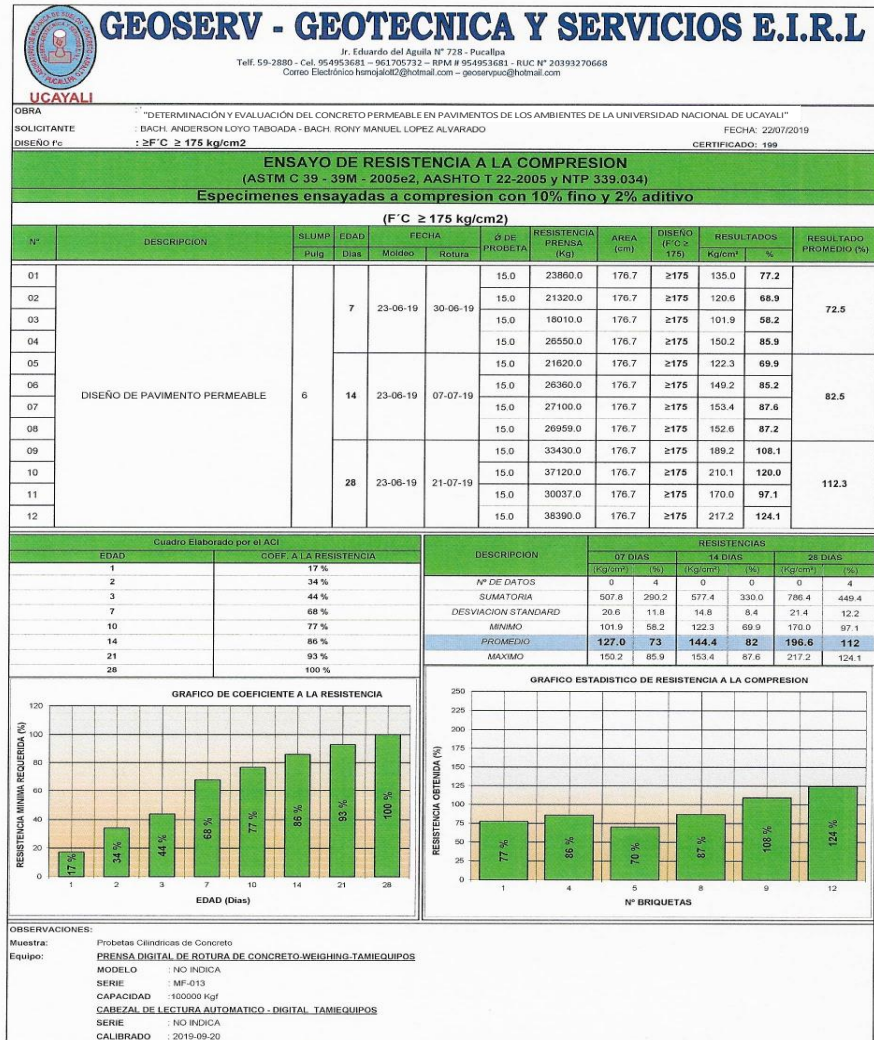 GEOSERV - GEOTECNICA Y SERVICIOS E.I.R.L
Jr. Eduardo del Aguila N° 728 - Pucallpa
Telf. 59-2880 - Cel. 954953681 – 961705732 – RPM # 954953681 - RUC N° 20393270668
Correo Electrónico hsmojalott2@hotmail.com – geoservpuc@hotmail.com
PUCALLPA
UCAYALI
OBRA : "DETERMINACIÓN Y EVALUACIÓN DEL CONCRETO PERMEABLE EN PAVIMENTOS DE LOS AMBIENTES DE LA UNIVERSIDAD NACIONAL DE UCAYALI"
SOLICITANTE : BACH. ANDERSON LOYO TABOADA - BACH. RONY MANUEL LOPEZ ALVARADO FECHA: 22/07/2019
DISEÑO f'c : ≥F´C ≥ 175 kg/cm2 CERTIFICADO: 199
ENSAYO DE RESISTENCIA A LA COMPRESION
(ASTM C 39 - 39M - 2005e2, AASHTO T 22-2005 y NTP 339.034)
Especimenes ensayadas a compresion con 10% fino y 2% aditivo
(F´C ≥ 175 kg/cm2)
N° DESCRIPCION SLUMP EDAD FECHA Ø DE PROBETA RESISTENCIA PRENSA (Kg) AREA (cm) DISEÑO (F'C ≥ 175) RESULTADOS RESULTADO PROMEDIO (%)
Pulg Dias Moldeo Rotura Kg/cm² %
01 15.0 23860.0 176.7 ≥175 135.0 77.2
02 15.0 21320.0 176.7 ≥175 120.6 68.9
7 23-06-19 30-06-19 72.5
03 15.0 18010.0 176.7 ≥175 101.9 58.2
04 15.0 26550.0 176.7 ≥175 150.2 85.9
05 15.0 21620.0 176.7 ≥175 122.3 69.9
06 15.0 26360.0 176.7 ≥175 149.2 85.2
DISEÑO DE PAVIMENTO PERMEABLE 6 14 23-06-19 07-07-19 82.5
07 15.0 27100.0 176.7 ≥175 153.4 87.6
08 15.0 26959.0 176.7 ≥175 152.6 87.2
09 15.0 33430.0 176.7 ≥175 189.2 108.1
10 15.0 37120.0 176.7 ≥175 210.1 120.0
28 23-06-19 21-07-19 112.3
11 15.0 30037.0 176.7 ≥175 170.0 97.1
12 15.0 38390.0 176.7 ≥175 217.2 124.1
Cuadro Elaborado por el ACI
EDAD COEF. A LA RESISTENCIA
1 17 %
2 34 %
3 44 %
7 68 %
10 77 %
14 86 %
21 93 %
28 100 %
DESCRIPCION RESISTENCIAS
07 DIAS 14 DIAS 28 DIAS
(Kg/cm²) (%) (Kg/cm²) (%) (Kg/cm²) (%)
N° DE DATOS 0 4 0 0 0 4
SUMATORIA 507.8 290.2 577.4 330.0 786.4 449.4
DESVIACION STANDARD 20.6 11.8 14.8 8.4 21.4 12.2
MINIMO 101.9 58.2 122.3 69.9 170.0 97.1
PROMEDIO 127.0 73 144.4 82 196.6 112
MAXIMO 150.2 85.9 153.4 87.6 217.2 124.1
GRAFICO DE COEFICIENTE A LA RESISTENCIA
RESISTENCIA MINIMA REQUERIDA (%)
120
100
80
60
40
20
0
17 % 34 % 44 % 68 % 77 % 86 % 93 % 100 %
1 2 3 7 10 14 21 28
EDAD (Dias)
GRAFICO ESTADISTICO DE RESISTENCIA A LA COMPRESION
RESISTENCIA OBTENIDA (%)
250
225
200
175
150
125
100
75
50
25
0
77 % 86 % 70 % 87 % 108 % 124 %
1 4 5 8 9 12
N° BRIQUETAS
OBSERVACIONES:
Muestra: Probetas Cilindricas de Concreto
Equipo: PRENSA DIGITAL DE ROTURA DE CONCRETO-WEIGHING-TAMIEQUIPOS
MODELO : NO INDICA
SERIE : MF-013
CAPACIDAD :100000 Kgf
CABEZAL DE LECTURA AUTOMATICO - DIGITAL TAMIEQUIPOS
SERIE : NO INDICA
CALIBRADO : 2019-09-20